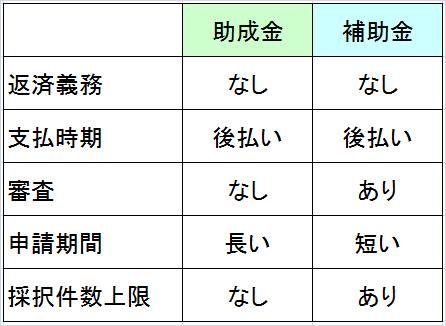 助成金 補助金
返済義務 なし なし
支払時期 後払い 後払い
審査 なし あり
申請期間 長い 短い
採択件数上限 なし あり